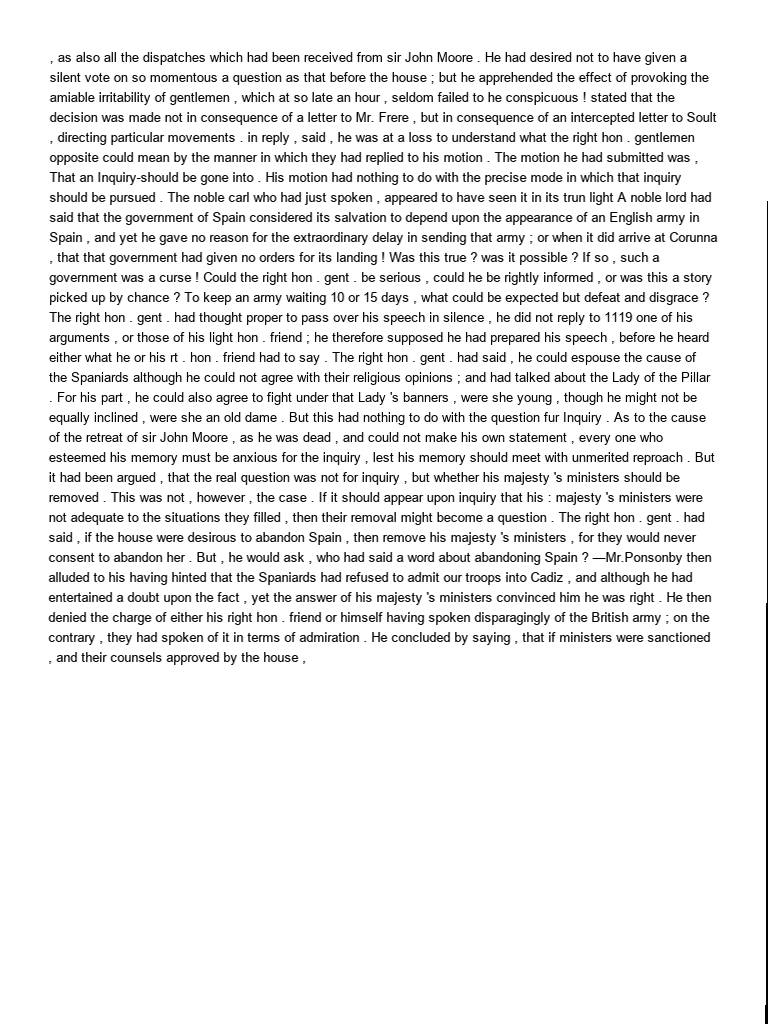 , as also all the dispatches which had been received from sir John Moore . He had desired not to have given a
silent vote on so momentous a question as that before the house ; but he apprehended the effect of provoking the
amiable irritability of gentlemen , which at so late an hour , seldom failed to he conspicuous ! stated that the
decision was made not in consequence of a letter to Mr. Frere , but in consequence of an intercepted letter to Soult
, directing particular movements . in reply , said , he was at a loss to understand what the right hon . gentlemen
opposite could mean by the manner in which they had replied to his motion . The motion he had submitted was ,
That an Inquiry-should be gone into . His motion had nothing to do with the precise mode in which that inquiry
should be pursued . The noble carl who had just spoken , appeared to have seen it in its trun light A noble lord had
said that the government of Spain considered its salvation to depend upon the appearance of an English army in
Spain , and yet he gave no reason for the extraordinary delay in sending that army ; or when it did arrive at Corunna
, that that government had given no orders for its landing ! Was this true ? was it possible ? If so , such a
government was a curse ! Could the right hon . gent . be serious , could he be rightly informed , or was this a story
picked up by chance ? To keep an army waiting 10 or 15 days , what could be expected but defeat and disgrace ?
The right hon . gent . had thought proper to pass over his speech in silence , he did not reply to 1119 one of his
arguments , or those of his light hon . friend ; he therefore supposed he had prepared his speech , before he heard
either what he or his rt . hon . friend had to say . The right hon . gent . had said , he could espouse the cause of
the Spaniards although he could not agree with their religious opinions ; and had talked about the Lady of the Pillar
. For his part , he could also agree to fight under that Lady 's banners , were she young , though he might not be
equally inclined , were she an old dame . But this had nothing to do with the question fur Inquiry . As to the cause
of the retreat of sir John Moore , as he was dead , and could not make his own statement , every one who
esteemed his memory must be anxious for the inquiry , lest his memory should meet with unmerited reproach . But
it had been argued , that the real question was not for inquiry , but whether his majesty 's ministers should be
removed . This was not , however , the case . If it should appear upon inquiry that his : majesty 's ministers were
not adequate to the situations they filled , then their removal might become a question . The right hon . gent . had
said , if the house were desirous to abandon Spain , then remove his majesty 's ministers , for they would never
consent to abandon her . But , he would ask , who had said a word about abandoning Spain ? —Mr.Ponsonby then
alluded to his having hinted that the Spaniards had refused to admit our troops into Cadiz , and although he had
entertained a doubt upon the fact , yet the answer of his majesty 's ministers convinced him he was right . He then
denied the charge of either his right hon . friend or himself having spoken disparagingly of the British army ; on the
contrary , they had spoken of it in terms of admiration . He concluded by saying , that if ministers were sanctioned
, and their counsels approved by the house ,